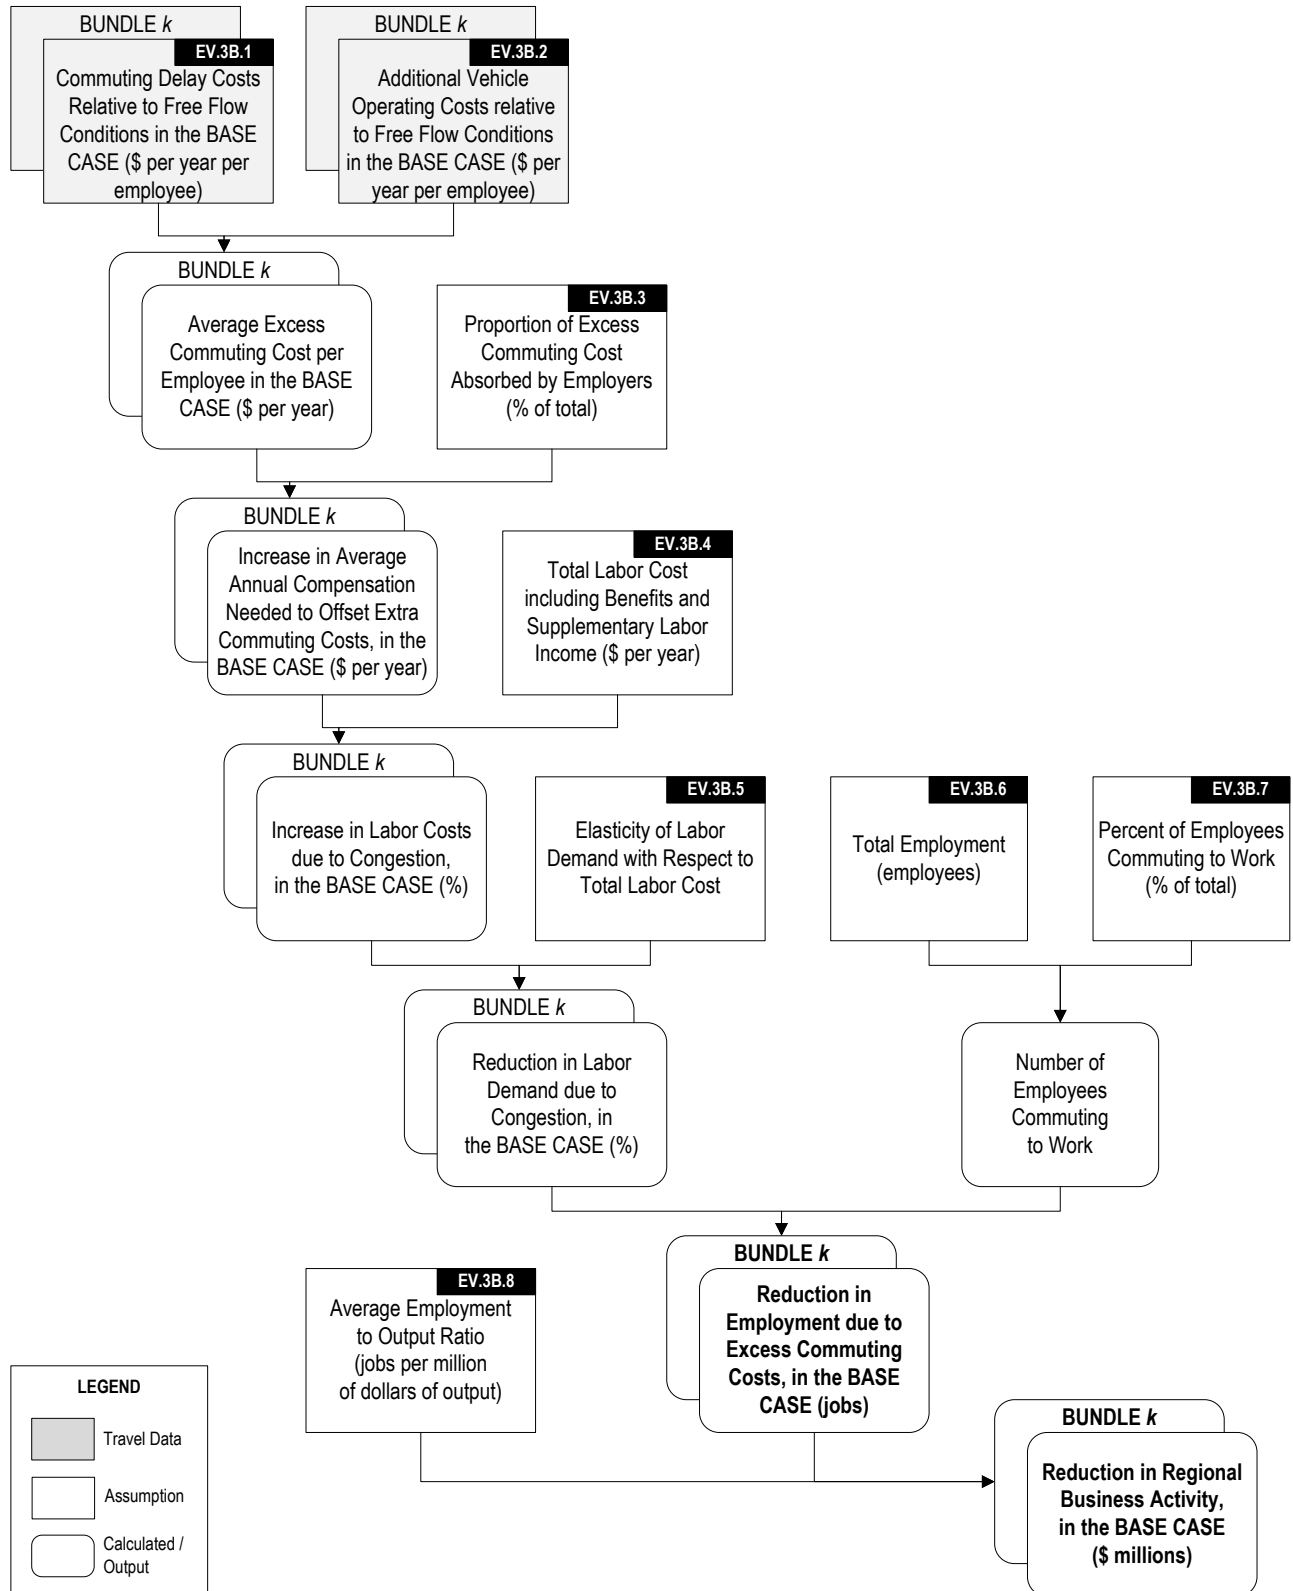 BUNDLE k
EV.3B.1
Commuting Delay Costs
Relative to Free Flow
Conditions in the BASE
CASE ($ per year per
employee)
BUNDLE k
EV.3B.2
Additional Vehicle
Operating Costs relative
to Free Flow Conditions
in the BASE CASE ($ per
year per employee)
BUNDLE k
Average Excess
Commuting Cost per
Employee in the BASE
CASE ($ per year)
EV.3B.3
Proportion of Excess
Commuting Cost
Absorbed by Employers
(% of total)
BUNDLE k
Increase in Average
Annual Compensation
Needed to Offset Extra
Commuting Costs, in the
BASE CASE ($ per year)
EV.3B.4
Total Labor Cost
including Benefits and
Supplementary Labor
Income ($ per year)
BUNDLE k
Increase in Labor Costs
due to Congestion,
in the BASE CASE (%)
EV.3B.5
Elasticity of Labor
Demand with Respect to
Total Labor Cost
EV.3B.6
Total Employment
(employees)
EV.3B.7
Percent of Employees
Commuting to Work
(% of total)
BUNDLE k
Reduction in Labor
Demand due to
Congestion, in
the BASE CASE (%)
Number of
Employees
Commuting
to Work
BUNDLE k
Reduction in
Employment due to
Excess Commuting
Costs, in the BASE
CASE (jobs)
EV.3B.8
Average Employment
to Output Ratio
(jobs per million
of dollars of output)
BUNDLE k
Reduction in Regional
Business Activity,
in the BASE CASE
($ millions)
LEGEND
Travel Data
Assumption
Calculated /
Output